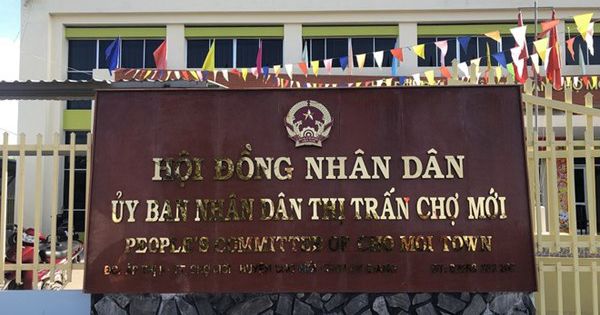 HỘI ĐỒNG NHÂN DÂN
ỦY BAN NHÂN DÂN THỊ TRẤN CHỢ MỚI
PEOPLE'S COMMITTEE OF CHO MOI TOWN